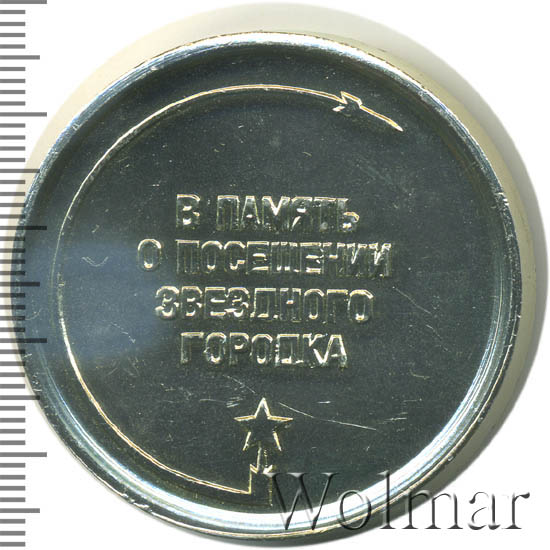 В ПАМЯТЬ
О ПОСЕЩЕНИИ
ЗВЕЗДНОГО
ГОРОДКА
Wolmar